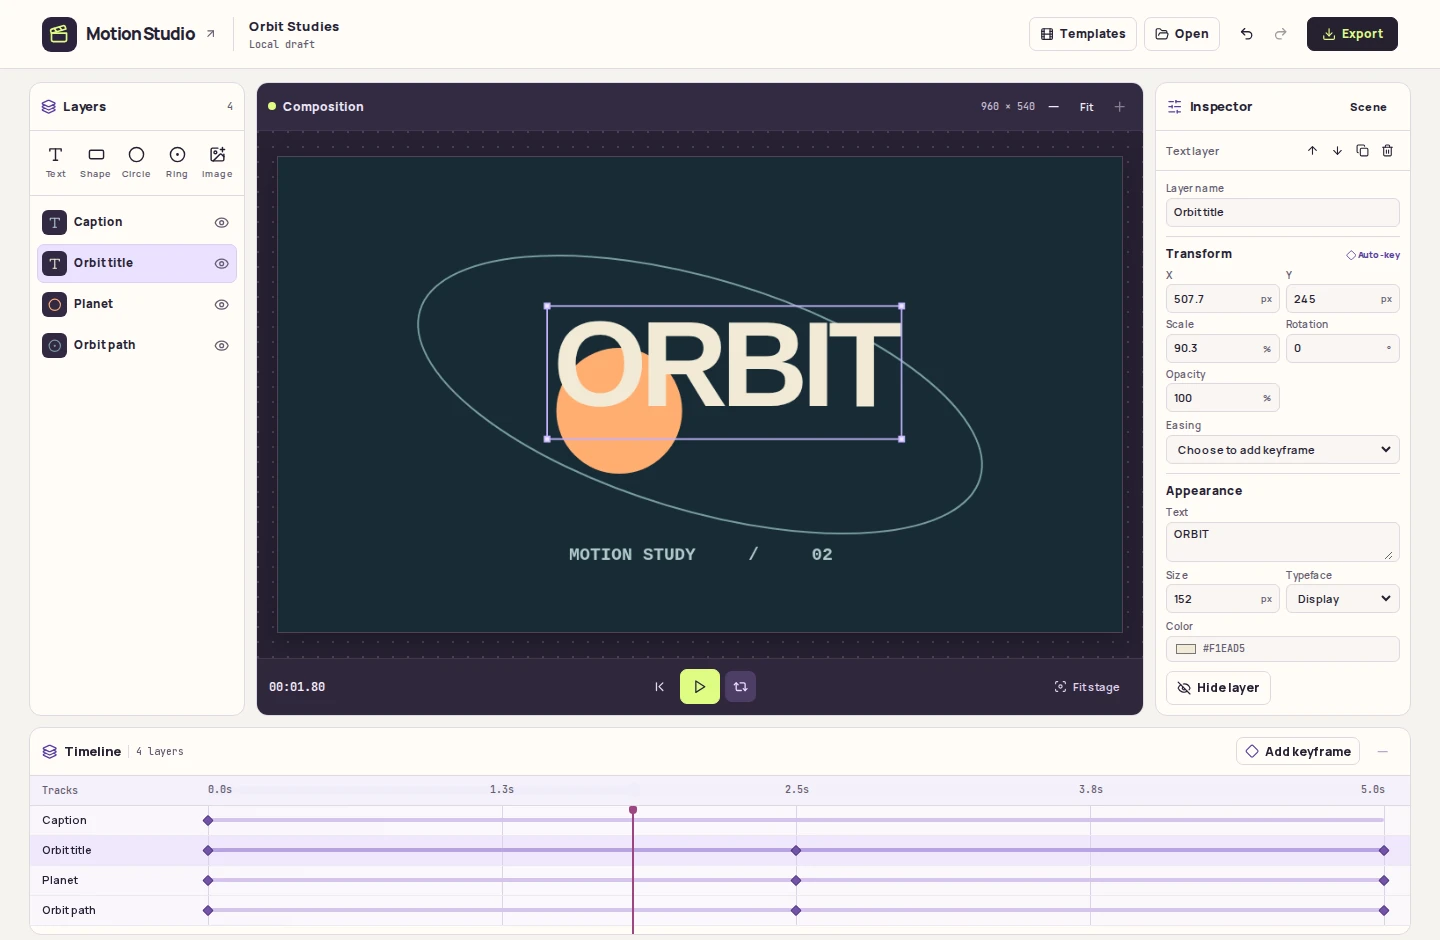 MotionStudio
Orbit Studies
Local draft
Templates
Open
Export
Layers
4
Text
Shape
Circle
Ring
Image
Caption
Orbit title
Planet
Orbit path
Composition
960 × 540
Fit
ORBIT
MOTION STUDY / 02
00:01.80
Fit stage
Inspector
Scene
Text layer
Layer name
Orbit title
Transform
Auto-key
X
Y
507.7 px
245 px
Scale
Rotation
90.3 %
0 °
Opacity
100 %
Easing
Choose to add keyframe
Appearance
Text
ORBIT
Size
Typeface
152 px
Display
Color
#F1EAD5
Hide layer
Timeline
4 layers
Add keyframe
Tracks
0.0s
1.3s
2.5s
3.8s
5.0s
Caption
Orbit title
Planet
Orbit path